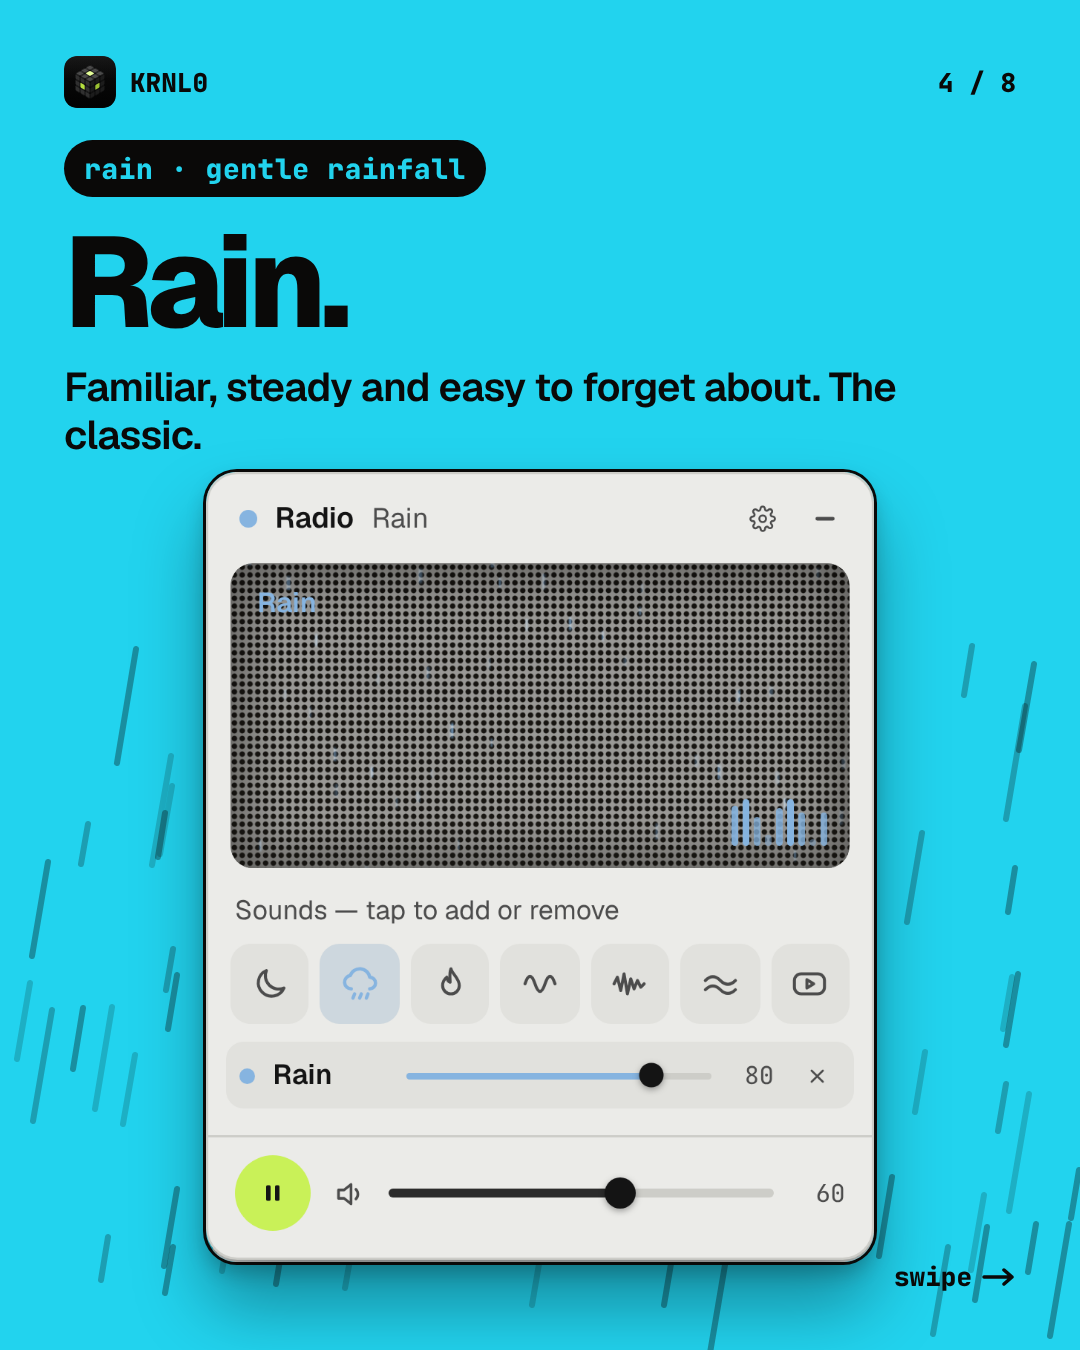 KRNL0
4 / 8
rain · gentle rainfall
Rain.
Familiar, steady and easy to forget about. The
classic.
Radio Rain
Rain
Sounds — tap to add or remove
Rain 80
60
swipe →